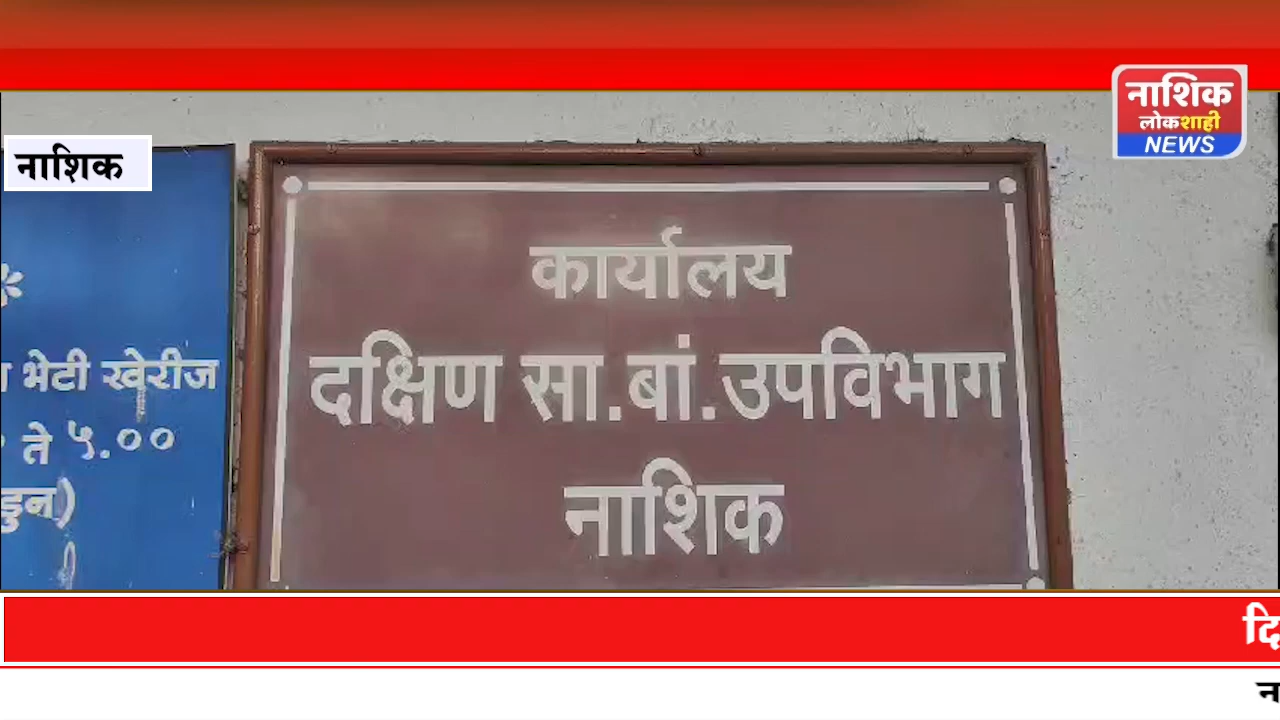 नाशिक
लोकशाही
NEWS
नाशिक
कार्यालय
दक्षिण सा.बां.उपविभाग
नाशिक
भेटी खेरीज
ते ५.००